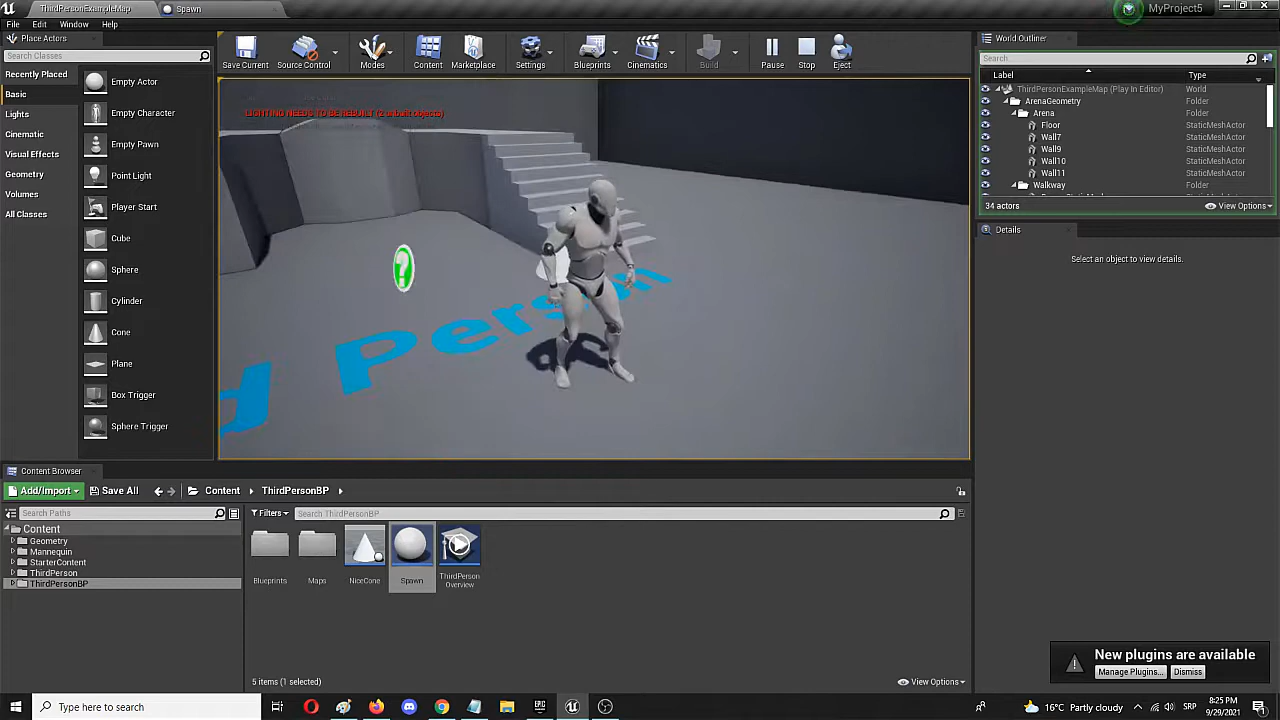 ThirdPersonExampleMap
Spawn
MyProject5
File
Edit
Window
Help
Place Actors
Search Classes
Recently Placed
Basic
Lights
Cinematic
Visual Effects
Geometry
Volumes
All Classes
Empty Actor
Empty Character
Empty Pawn
Point Light
Player Start
Cube
Sphere
Cylinder
Cone
Plane
Box Trigger
Sphere Trigger
Save Current
Source Control
Modes
Content
Marketplace
Settings
Blueprints
Cinematics
Build
Pause
Stop
Eject
LIGHTING NEEDS TO BE REBUILT (2 unbuilt objects)
?
d Person
World Outliner
Search...
Label
Type
ThirdPersonExampleMap (Play In Editor)
World
ArenaGeometry
Folder
Arena
Folder
Floor
StaticMeshActor
Wall7
StaticMeshActor
Wall9
StaticMeshActor
Wall10
StaticMeshActor
Wall11
StaticMeshActor
Walkway
Folder
34 actors
View Options
Details
Select an object to view details.
Content Browser
Add/Import
Save All
Content
ThirdPersonBP
Search Paths
Filters
Search ThirdPersonBP
Content
Geometry
Mannequin
StarterContent
ThirdPerson
ThirdPersonBP
Blueprints
Maps
NiceCone
Spawn
ThirdPerson
Overview
5 items (1 selected)
View Options
New plugins are available
Manage Plugins...
Dismiss
Type here to search
16°C Partly cloudy
SRP
8:25 PM
9/29/2021